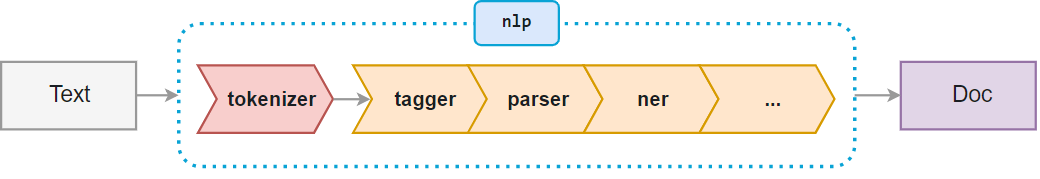 nlp
Text
tokenizer
tagger
parser
ner
...
Doc